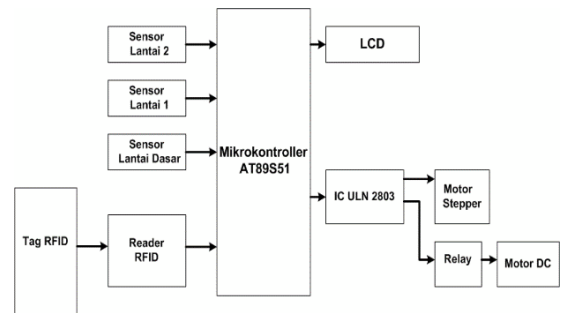 Sensor
Lantai 2
Sensor
Lantai 1
Sensor
Lantai Dasar
Tag RFID
Reader
RFID
Mikrokontroller
AT89S51
LCD
IC ULN 2803
Motor
Stepper
Relay
Motor DC